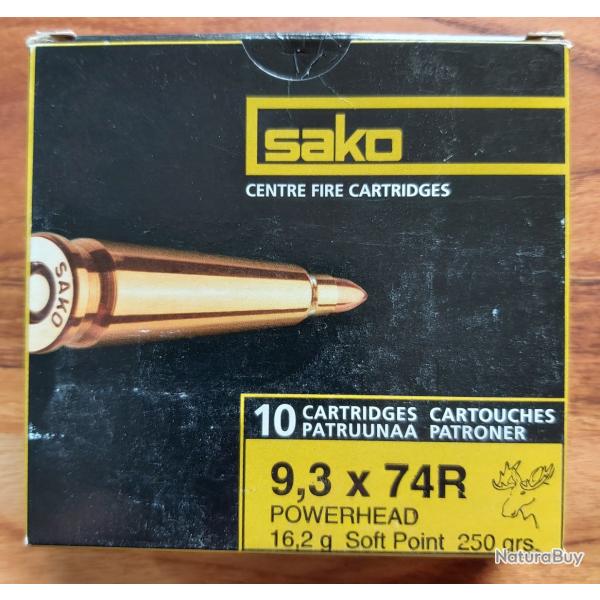 sako
CENTRE FIRE CARTRIDGES
SAKO
10 CARTRIDGES CARTOUCHES
PATRUUNAA PATRONER
9,3 x 74R
POWERHEAD
16,2 g Soft Point 250 grs.
NaturaBuy